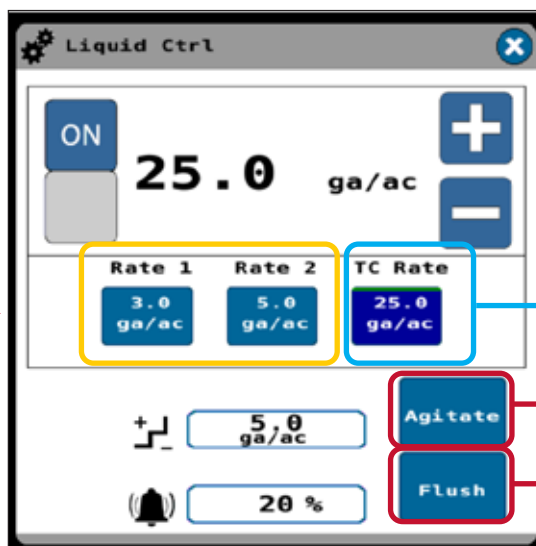 Liquid Ctrl
ON
25.0 ga/ac
Rate 1 Rate 2 TC Rate
3.0 5.0 25.0
ga/ac ga/ac ga/ac
5.0
ga/ac
Agitate
20 %
Flush